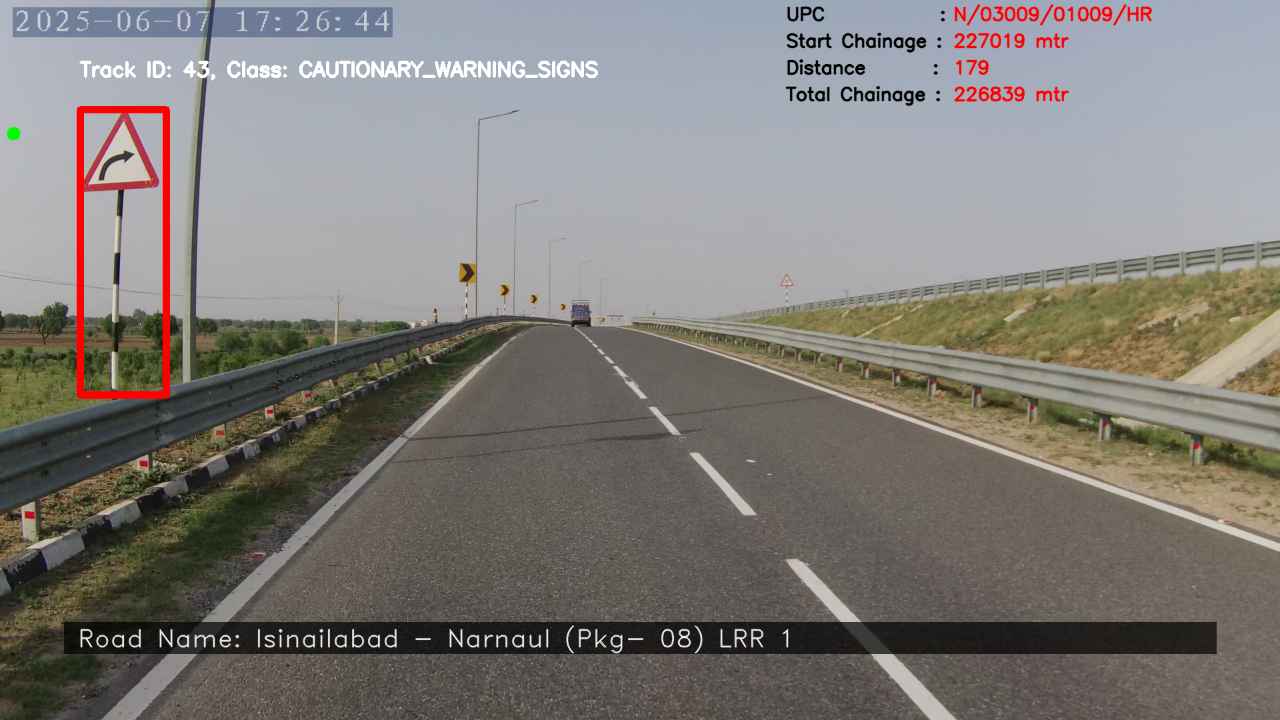 2025-06-07 17:26:44
UPC : N/03009/01009/HR
Start Chainage : 227019 mtr
Distance : 179
Total Chainage : 226839 mtr
Track ID: 43, Class: CAUTIONARY_WARNING_SIGNS
Road Name: Isinailabad - Narnaul (Pkg- 08) LRR 1